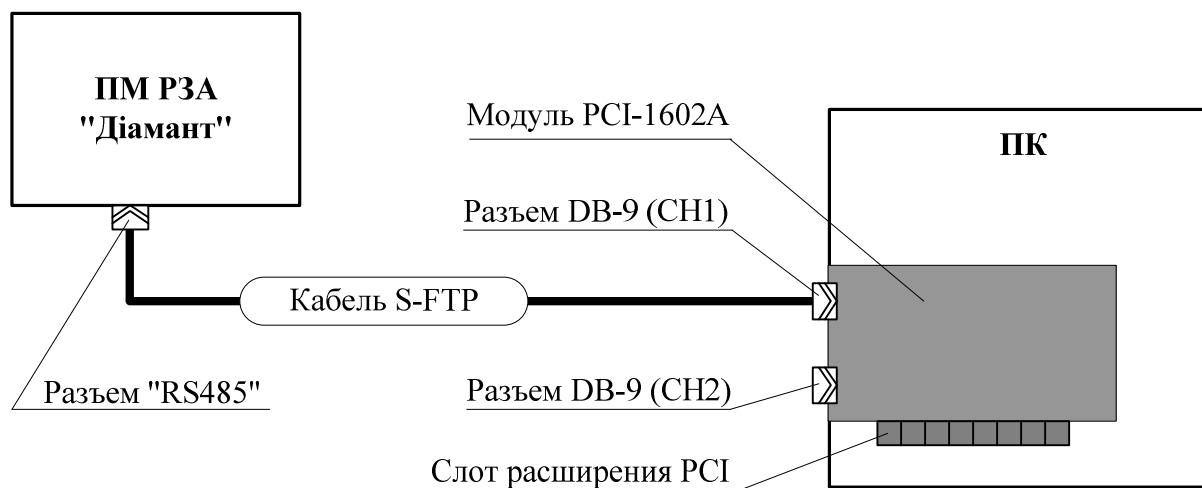 ПМ РЗА
"Діамант"
Модуль PCI-1602A
ПК
Разъем DB-9 (CH1)
Кабель S-FTP
Разъем "RS485"
Разъем DB-9 (CH2)
Слот расширения PCI